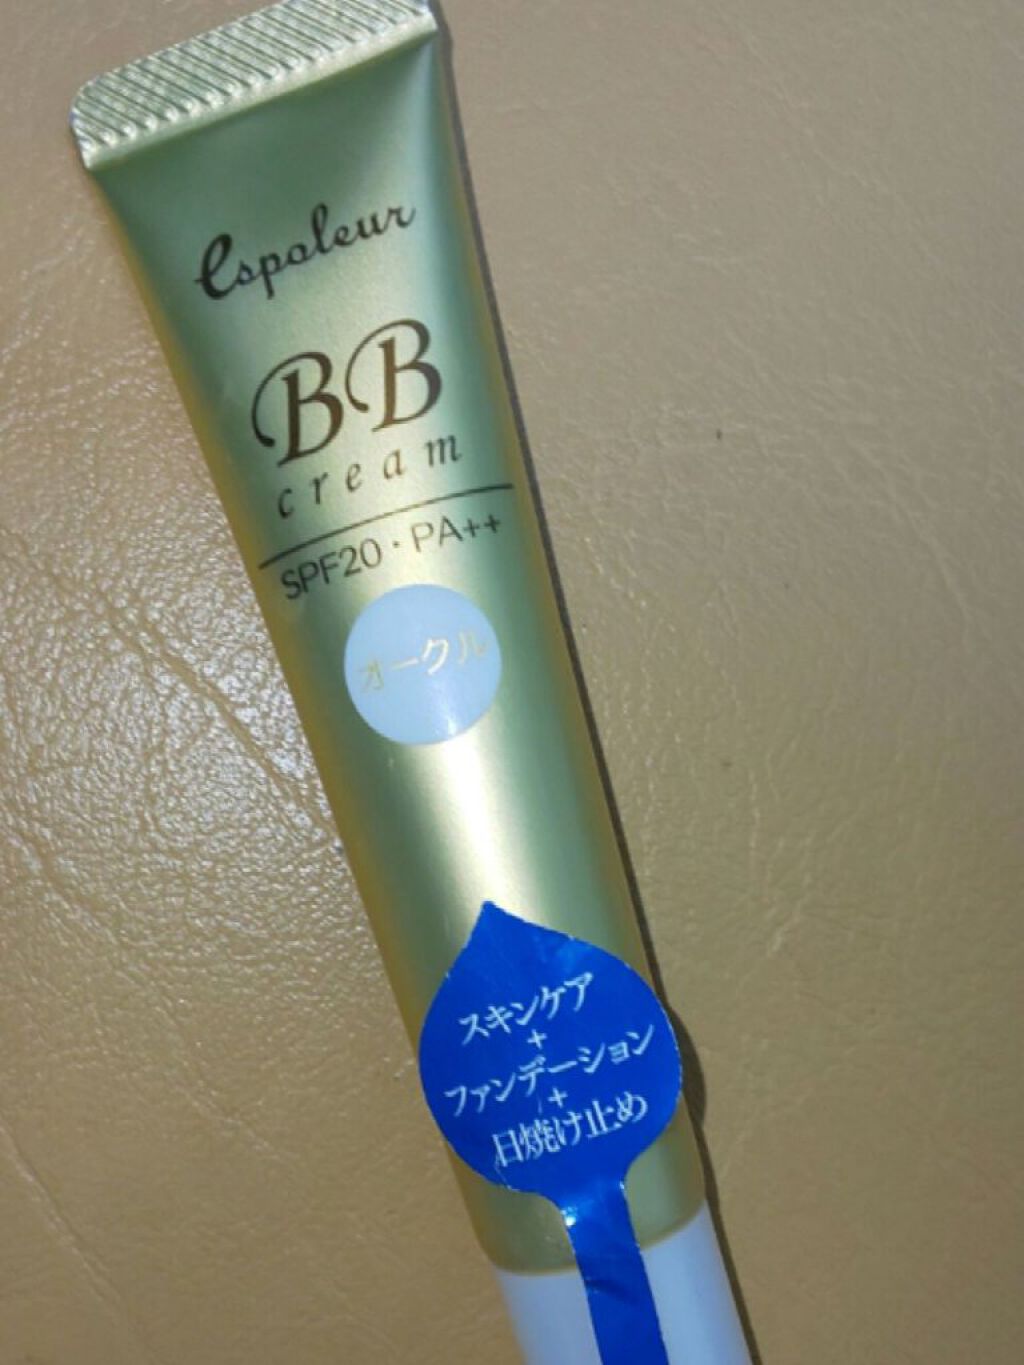 espoleur
BB
cream
SPF20・PA++
オークル
スキンケア
+
ファンデーション
+
日焼け止め